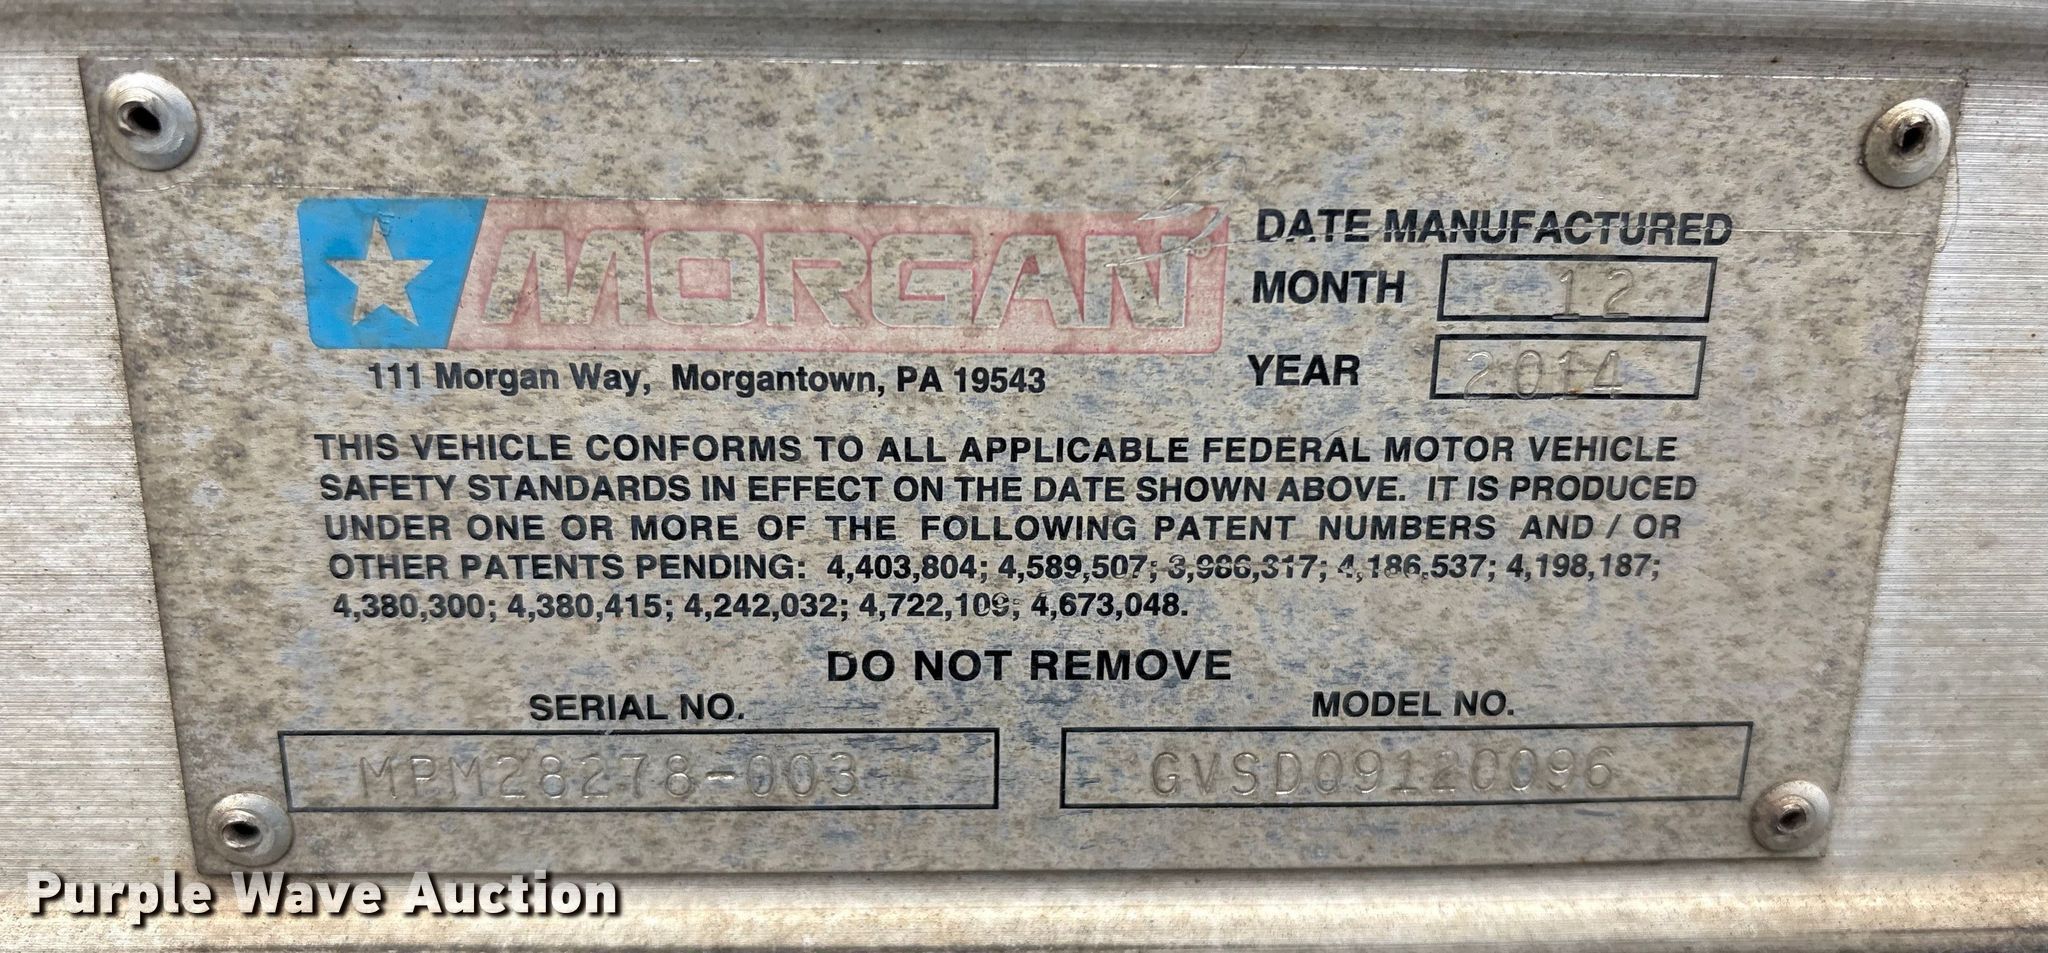 MORGAN
111 Morgan Way, Morgantown, PA 19543
DATE MANUFACTURED
MONTH 12
YEAR 2014
THIS VEHICLE CONFORMS TO ALL APPLICABLE FEDERAL MOTOR VEHICLE
SAFETY STANDARDS IN EFFECT ON THE DATE SHOWN ABOVE. IT IS PRODUCED
UNDER ONE OR MORE OF THE FOLLOWING PATENT NUMBERS AND / OR
OTHER PATENTS PENDING: 4,403,804; 4,589,507; 3,986,317; 4,186,537; 4,198,187;
4,380,300; 4,380,415; 4,242,032; 4,722,109; 4,673,048.
DO NOT REMOVE
SERIAL NO.
MPM28278-003
MODEL NO.
GVSD09120096
Purple Wave Auction